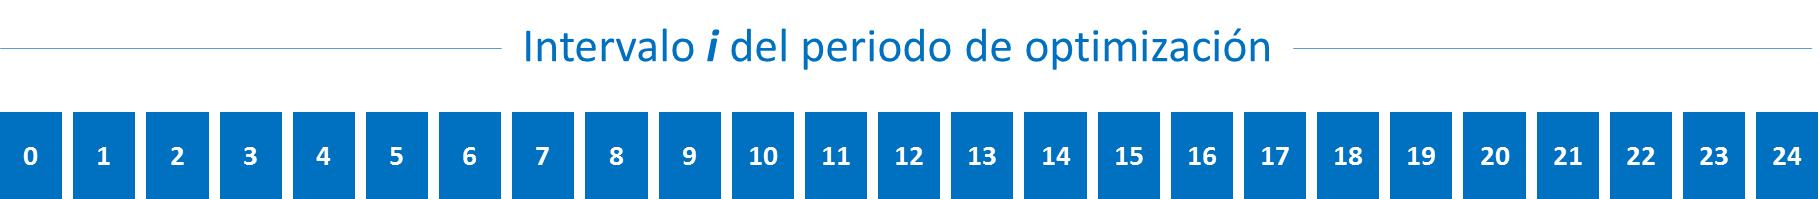 Intervalo i del periodo de optimización
0 1 2 3 4 5 6 7 8 9 10 11 12 13 14 15 16 17 18 19 20 21 22 23 24